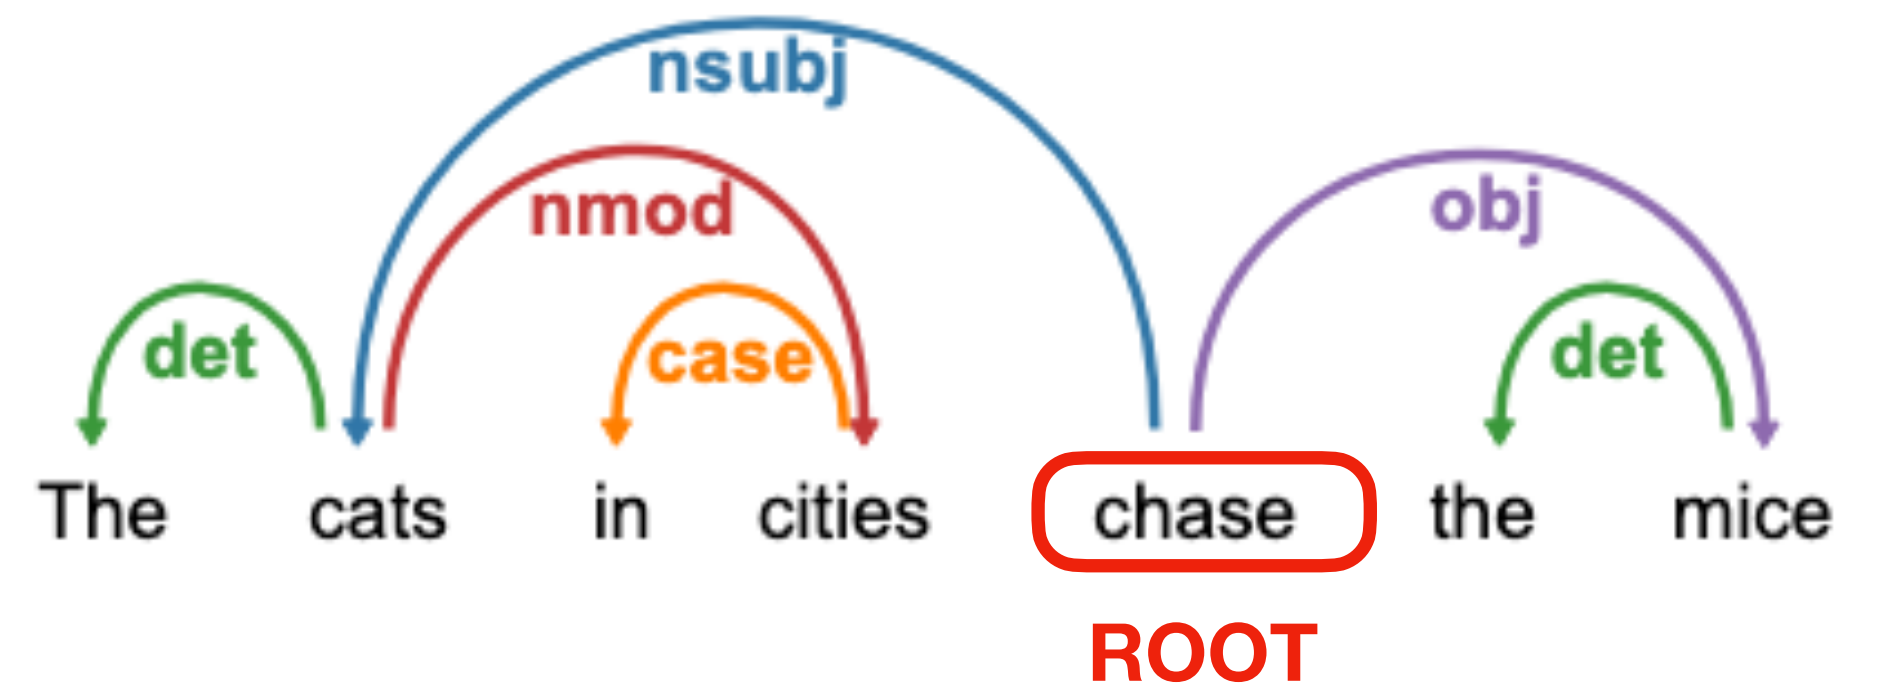 nsubj
nmod obj
det case det
The cats in cities chase the mice
ROOT